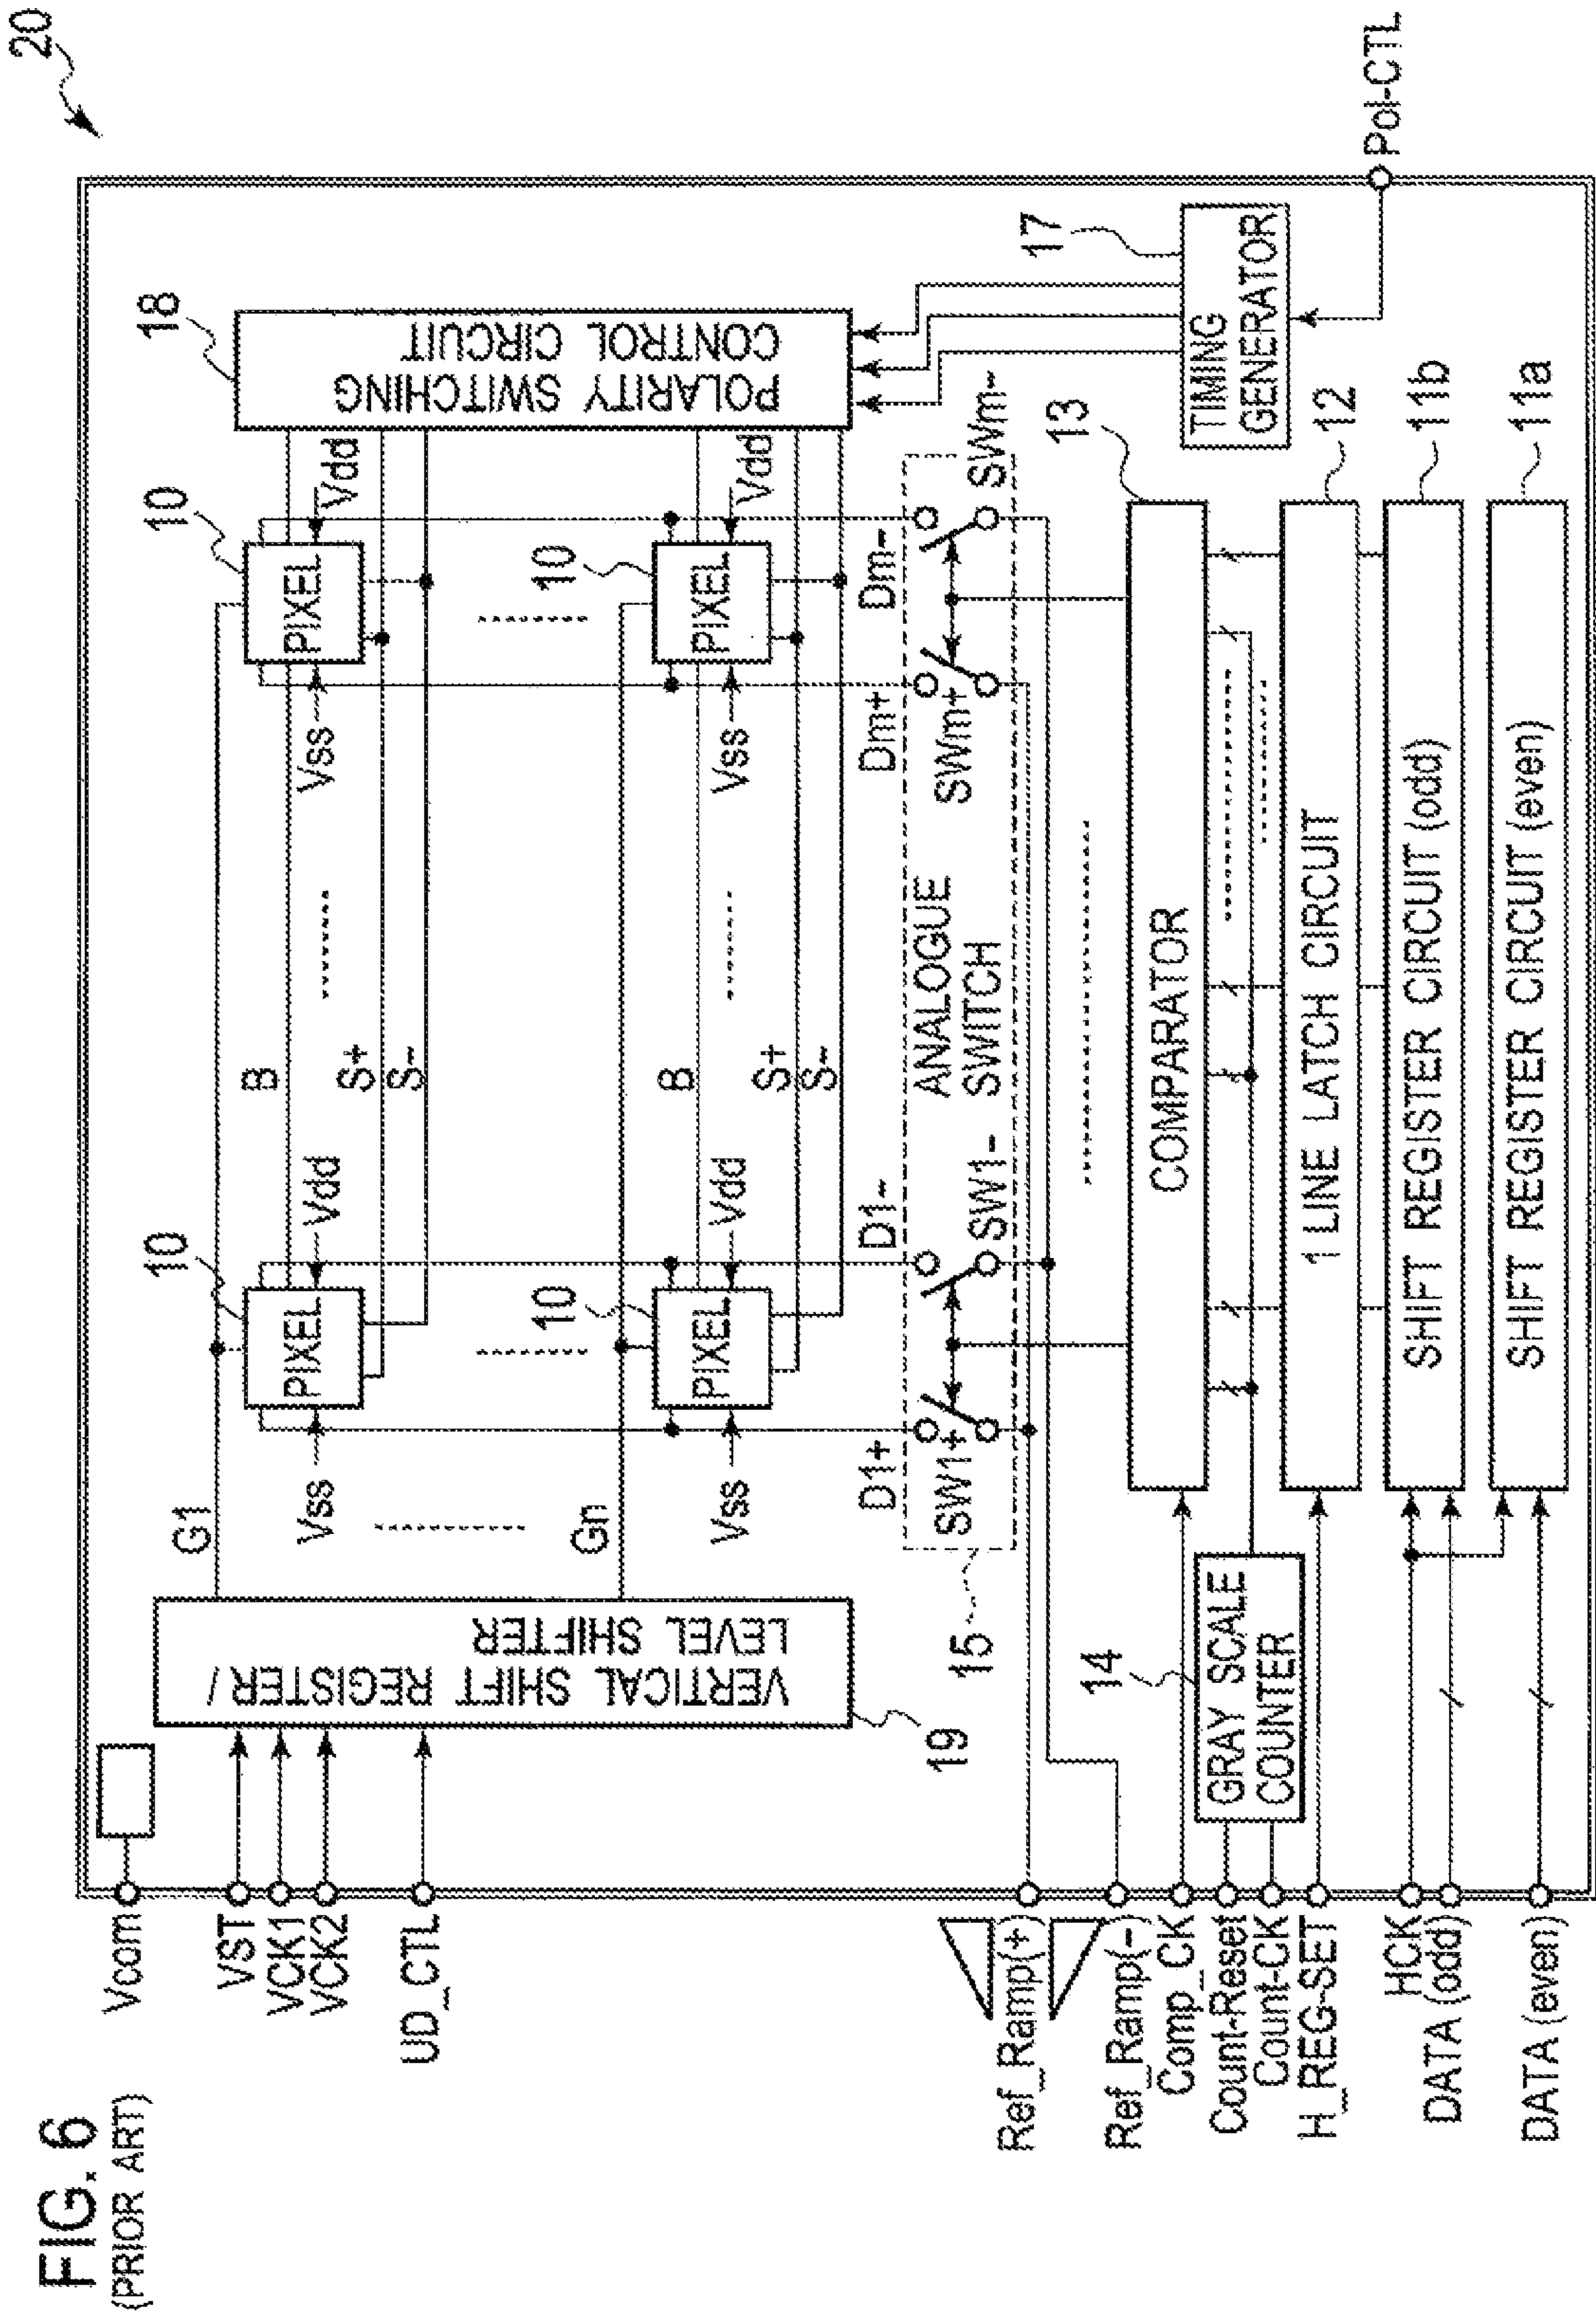 FIG. 6
(PRIOR ART)
20
Vcom
VST
VCK1
VCK2
UD_CTL
VERTICAL SHIFT REGISTER /
LEVEL SHIFTER
19
G1
Gn
10
PIXEL
Vss
Vdd
B
S+
S-
10
PIXEL
Vss
Vdd
10
PIXEL
Vss
Vdd
B
S+
S-
10
PIXEL
Vss
Vdd
POLARITY SWITCHING
CONTROL CIRCUIT
18
D1+
D1-
Dm+
Dm-
SW1+
SW1-
ANALOGUE
SWITCH
SWm+
SWm-
15
Ref_Ramp(+)
Ref_Ramp(-)
Comp_CK
Count-Reset
Count-CK
H_REG-SET
HCK
DATA (odd)
DATA (even)
14
GRAY SCALE
COUNTER
COMPARATOR
13
1 LINE LATCH CIRCUIT
12
SHIFT REGISTER CIRCUIT (odd)
11b
SHIFT REGISTER CIRCUIT (even)
11a
17
TIMING
GENERATOR
Pol-CTL